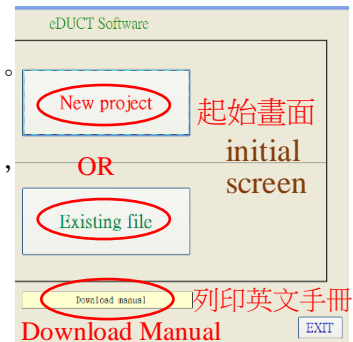 eDUCT Software
。
New project
起始畫面
initial
screen
,
OR
Existing file
Download manual
列印英文手冊
Download Manual
EXIT